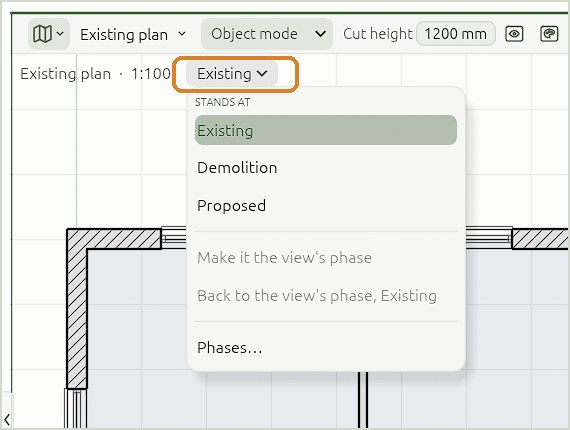 Existing plan Object mode Cut height 1200 mm
Existing plan · 1:100 Existing
STANDS AT
Existing
Demolition
Proposed
Make it the view's phase
Back to the view's phase, Existing
Phases...